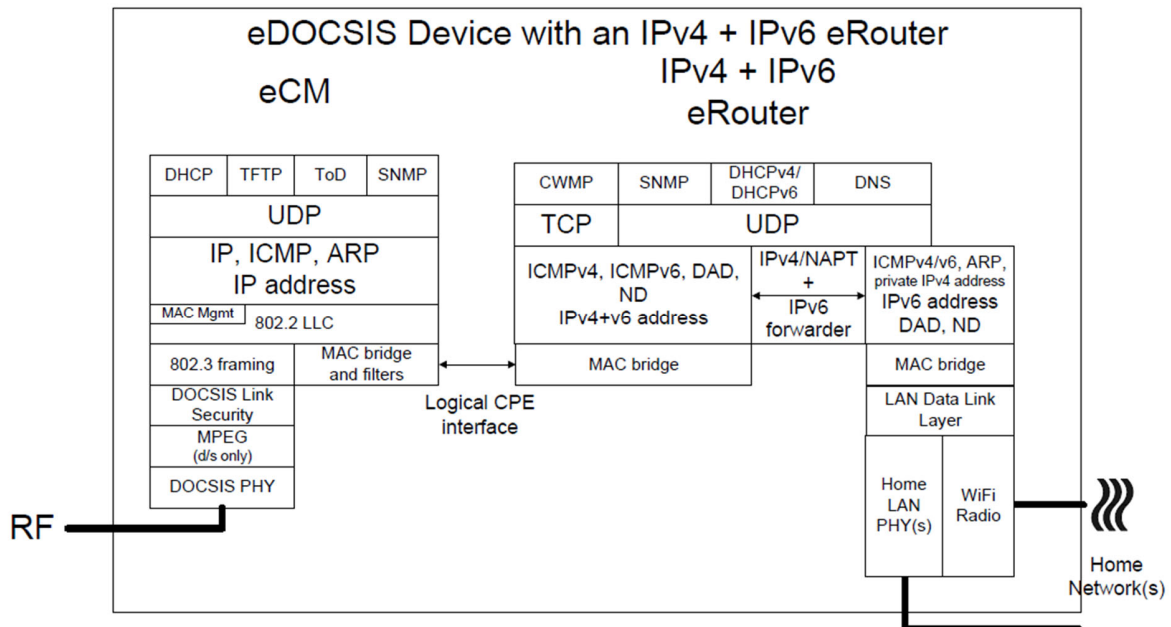 eDOCSIS Device with an IPv4 + IPv6 eRouter
IPv4 + IPv6
eRouter
eCM
DHCP
TFTP
ToD
SNMP
UDP
IP, ICMP, ARP
IP address
MAC Mgmt
802.2 LLC
802.3 framing
MAC bridge
and filters
DOCSIS Link
Security
MPEG
(d/s only)
DOCSIS PHY
RF
Logical CPE
interface
CWMP
SNMP
DHCPv4/
DHCPv6
DNS
TCP
UDP
ICMPv4, ICMPv6, DAD,
ND
IPv4+v6 address
MAC bridge
IPv4/NAPT
+
IPv6
forwarder
ICMPv4/v6, ARP,
private IPv4 address
IPv6 address
DAD, ND
MAC bridge
LAN Data Link
Layer
Home
LAN
PHY(s)
WiFi
Radio
Home
Network(s)